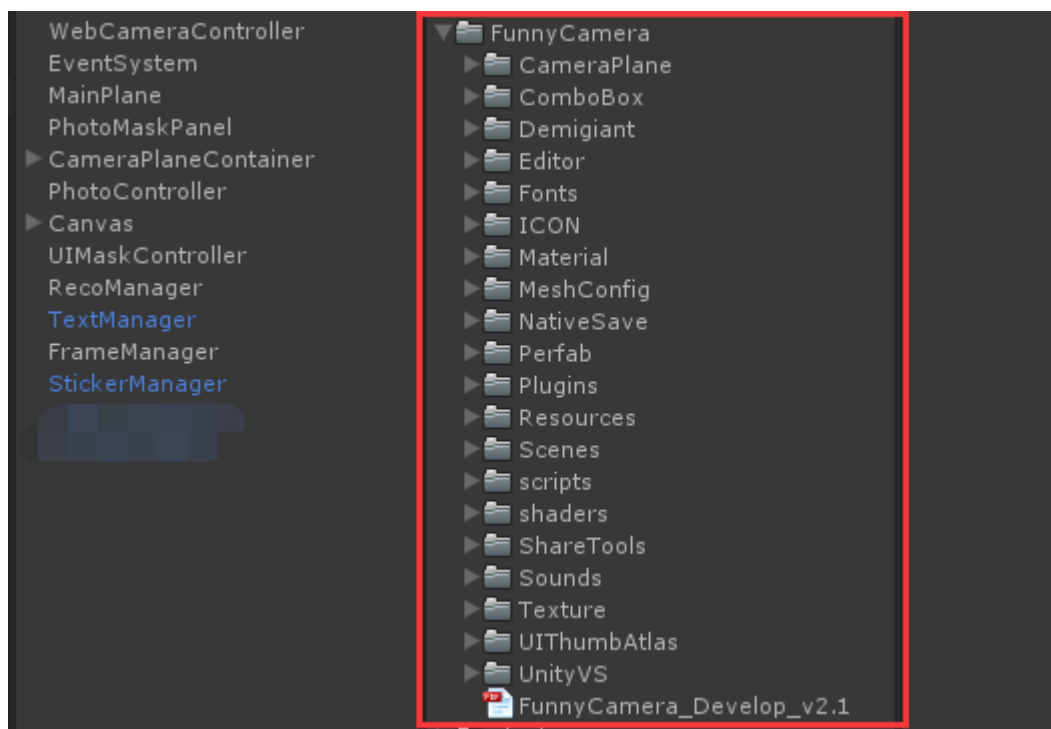 WebCameraController
EventSystem
MainPlane
PhotoMaskPanel
CameraPlaneContainer
PhotoController
Canvas
UIMaskController
RecoManager
TextManager
FrameManager
StickerManager
FunnyCamera
CameraPlane
ComboBox
Demigiant
Editor
Fonts
ICON
Material
MeshConfig
NativeSave
Perfab
Plugins
Resources
Scenes
scripts
shaders
ShareTools
Sounds
Texture
UIThumbAtlas
UnityVS
FunnyCamera_Develop_v2.1